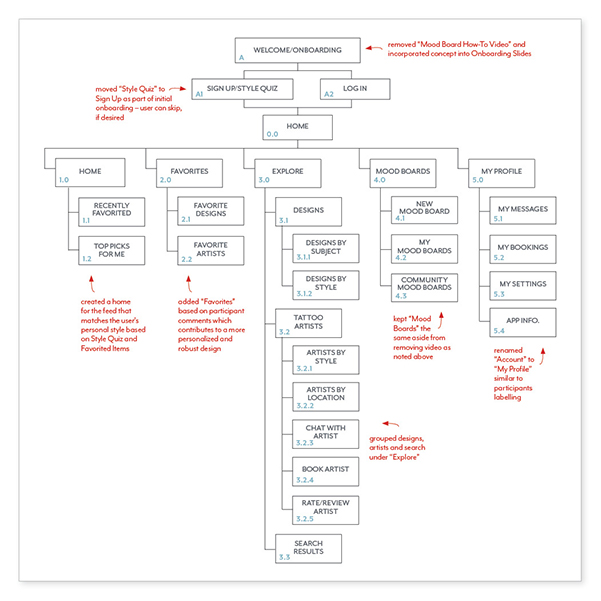 WELCOME/ONBOARDING
A
removed "Mood Board How-To Video" and
incorporated concept into Onboarding Slides
moved "Style Quiz" to
Sign Up as part of initial
onboarding – user can skip,
if desired
SIGN UP/STYLE QUIZ
A1
LOG IN
A2
HOME
0.0
HOME
1.0
FAVORITES
2.0
EXPLORE
3.0
MOOD BOARDS
4.0
MY PROFILE
5.0
RECENTLY
FAVORITED
1.1
TOP PICKS
FOR ME
1.2
created a home
for the feed that
matches the user's
personal style based
on Style Quiz and
Favorited Items
FAVORITE
DESIGNS
2.1
FAVORITE
ARTISTS
2.2
added "Favorites"
based on participant
comments which
contributes to a more
personalized and
robust design
DESIGNS
3.1
DESIGNS BY
SUBJECT
3.1.1
DESIGNS BY
STYLE
3.1.2
TATTOO
ARTISTS
3.2
ARTISTS BY
STYLE
3.2.1
ARTISTS BY
LOCATION
3.2.2
CHAT WITH
ARTIST
3.2.3
BOOK ARTIST
3.2.4
RATE/REVIEW
ARTIST
3.2.5
SEARCH
RESULTS
3.3
grouped designs,
artists and search
under "Explore"
NEW
MOOD BOARD
4.1
MY
MOOD BOARDS
4.2
COMMUNITY
MOOD BOARDS
4.3
kept "Mood
Boards" the
same aside from
removing video as
noted above
MY MESSAGES
5.1
MY BOOKINGS
5.2
MY SETTINGS
5.3
APP INFO.
5.4
renamed
"Account" to
"My Profile"
similar to
participants
labelling